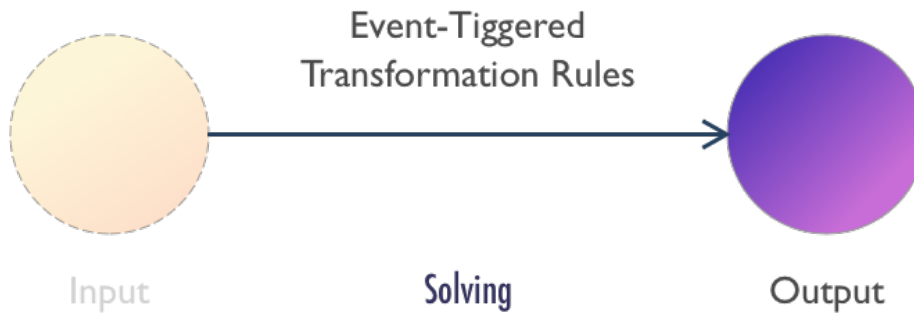 Event-Tiggered
Transformation Rules
Input
Solving
Output